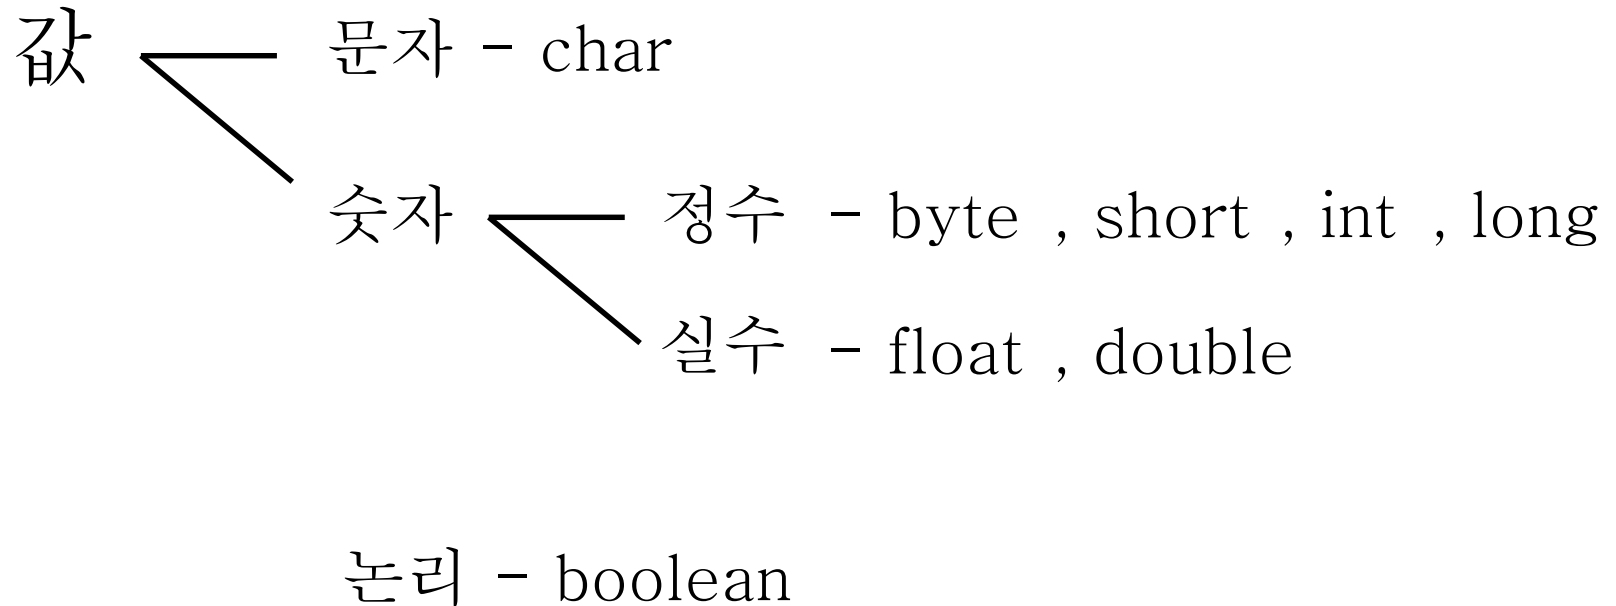 값 문자 - char
숫자 정수 - byte , short , int , long
실수 - float , double
논리 - boolean